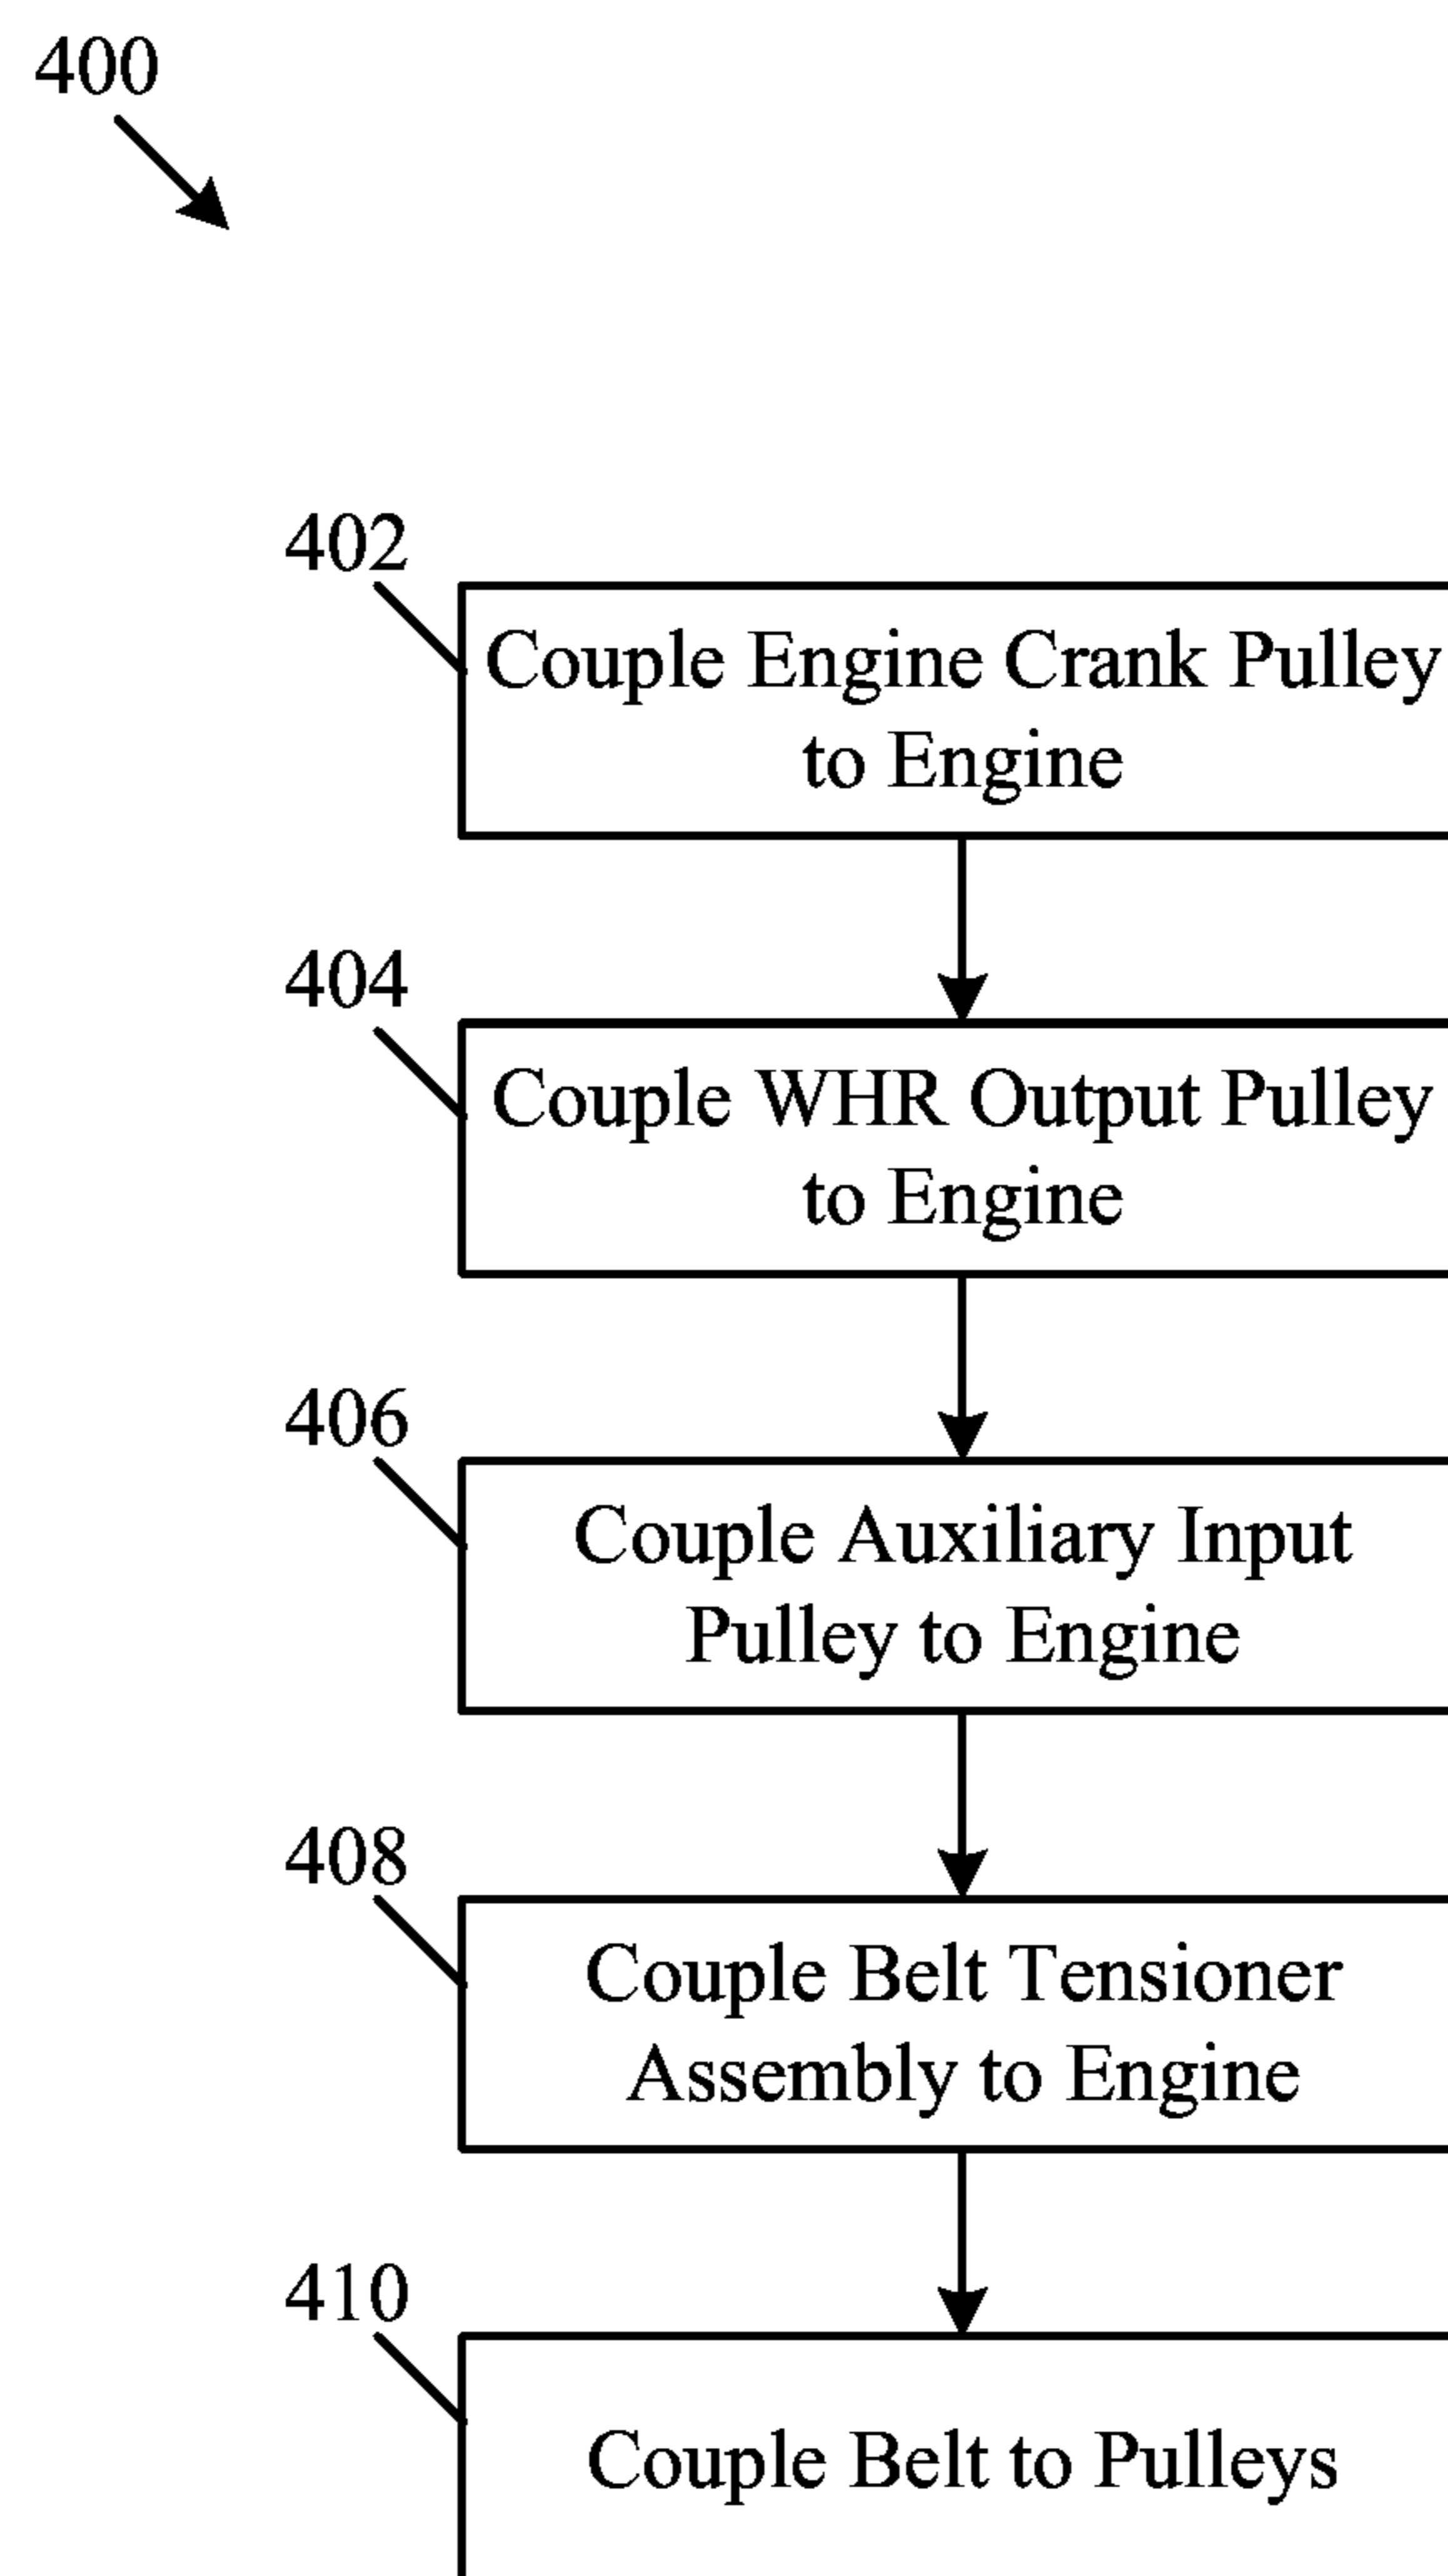 400
402
Couple Engine Crank Pulley
to Engine
404
Couple WHR Output Pulley
to Engine
406
Couple Auxiliary Input
Pulley to Engine
408
Couple Belt Tensioner
Assembly to Engine
410
Couple Belt to Pulleys